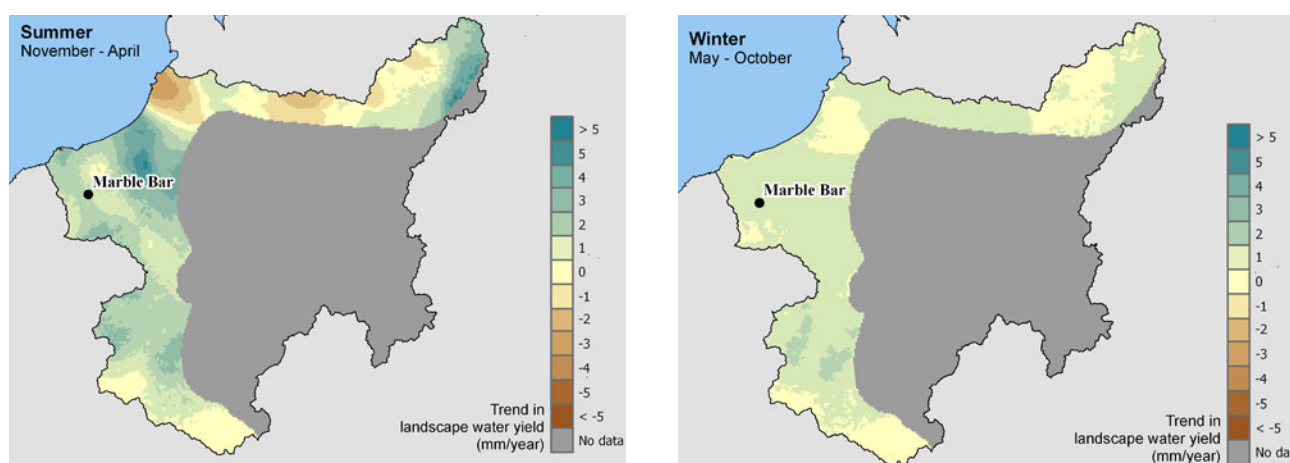 Summer
November - April
Marble Bar
> 5
5
4
3
2
1
0
-1
-2
-3
-4
-5
< -5
No data
Trend in
landscape water yield
(mm/year)
Winter
May - October
Marble Bar
> 5
5
4
3
2
1
0
-1
-2
-3
-4
-5
< -5
No dat
Trend in
landscape water yield
(mm/year)